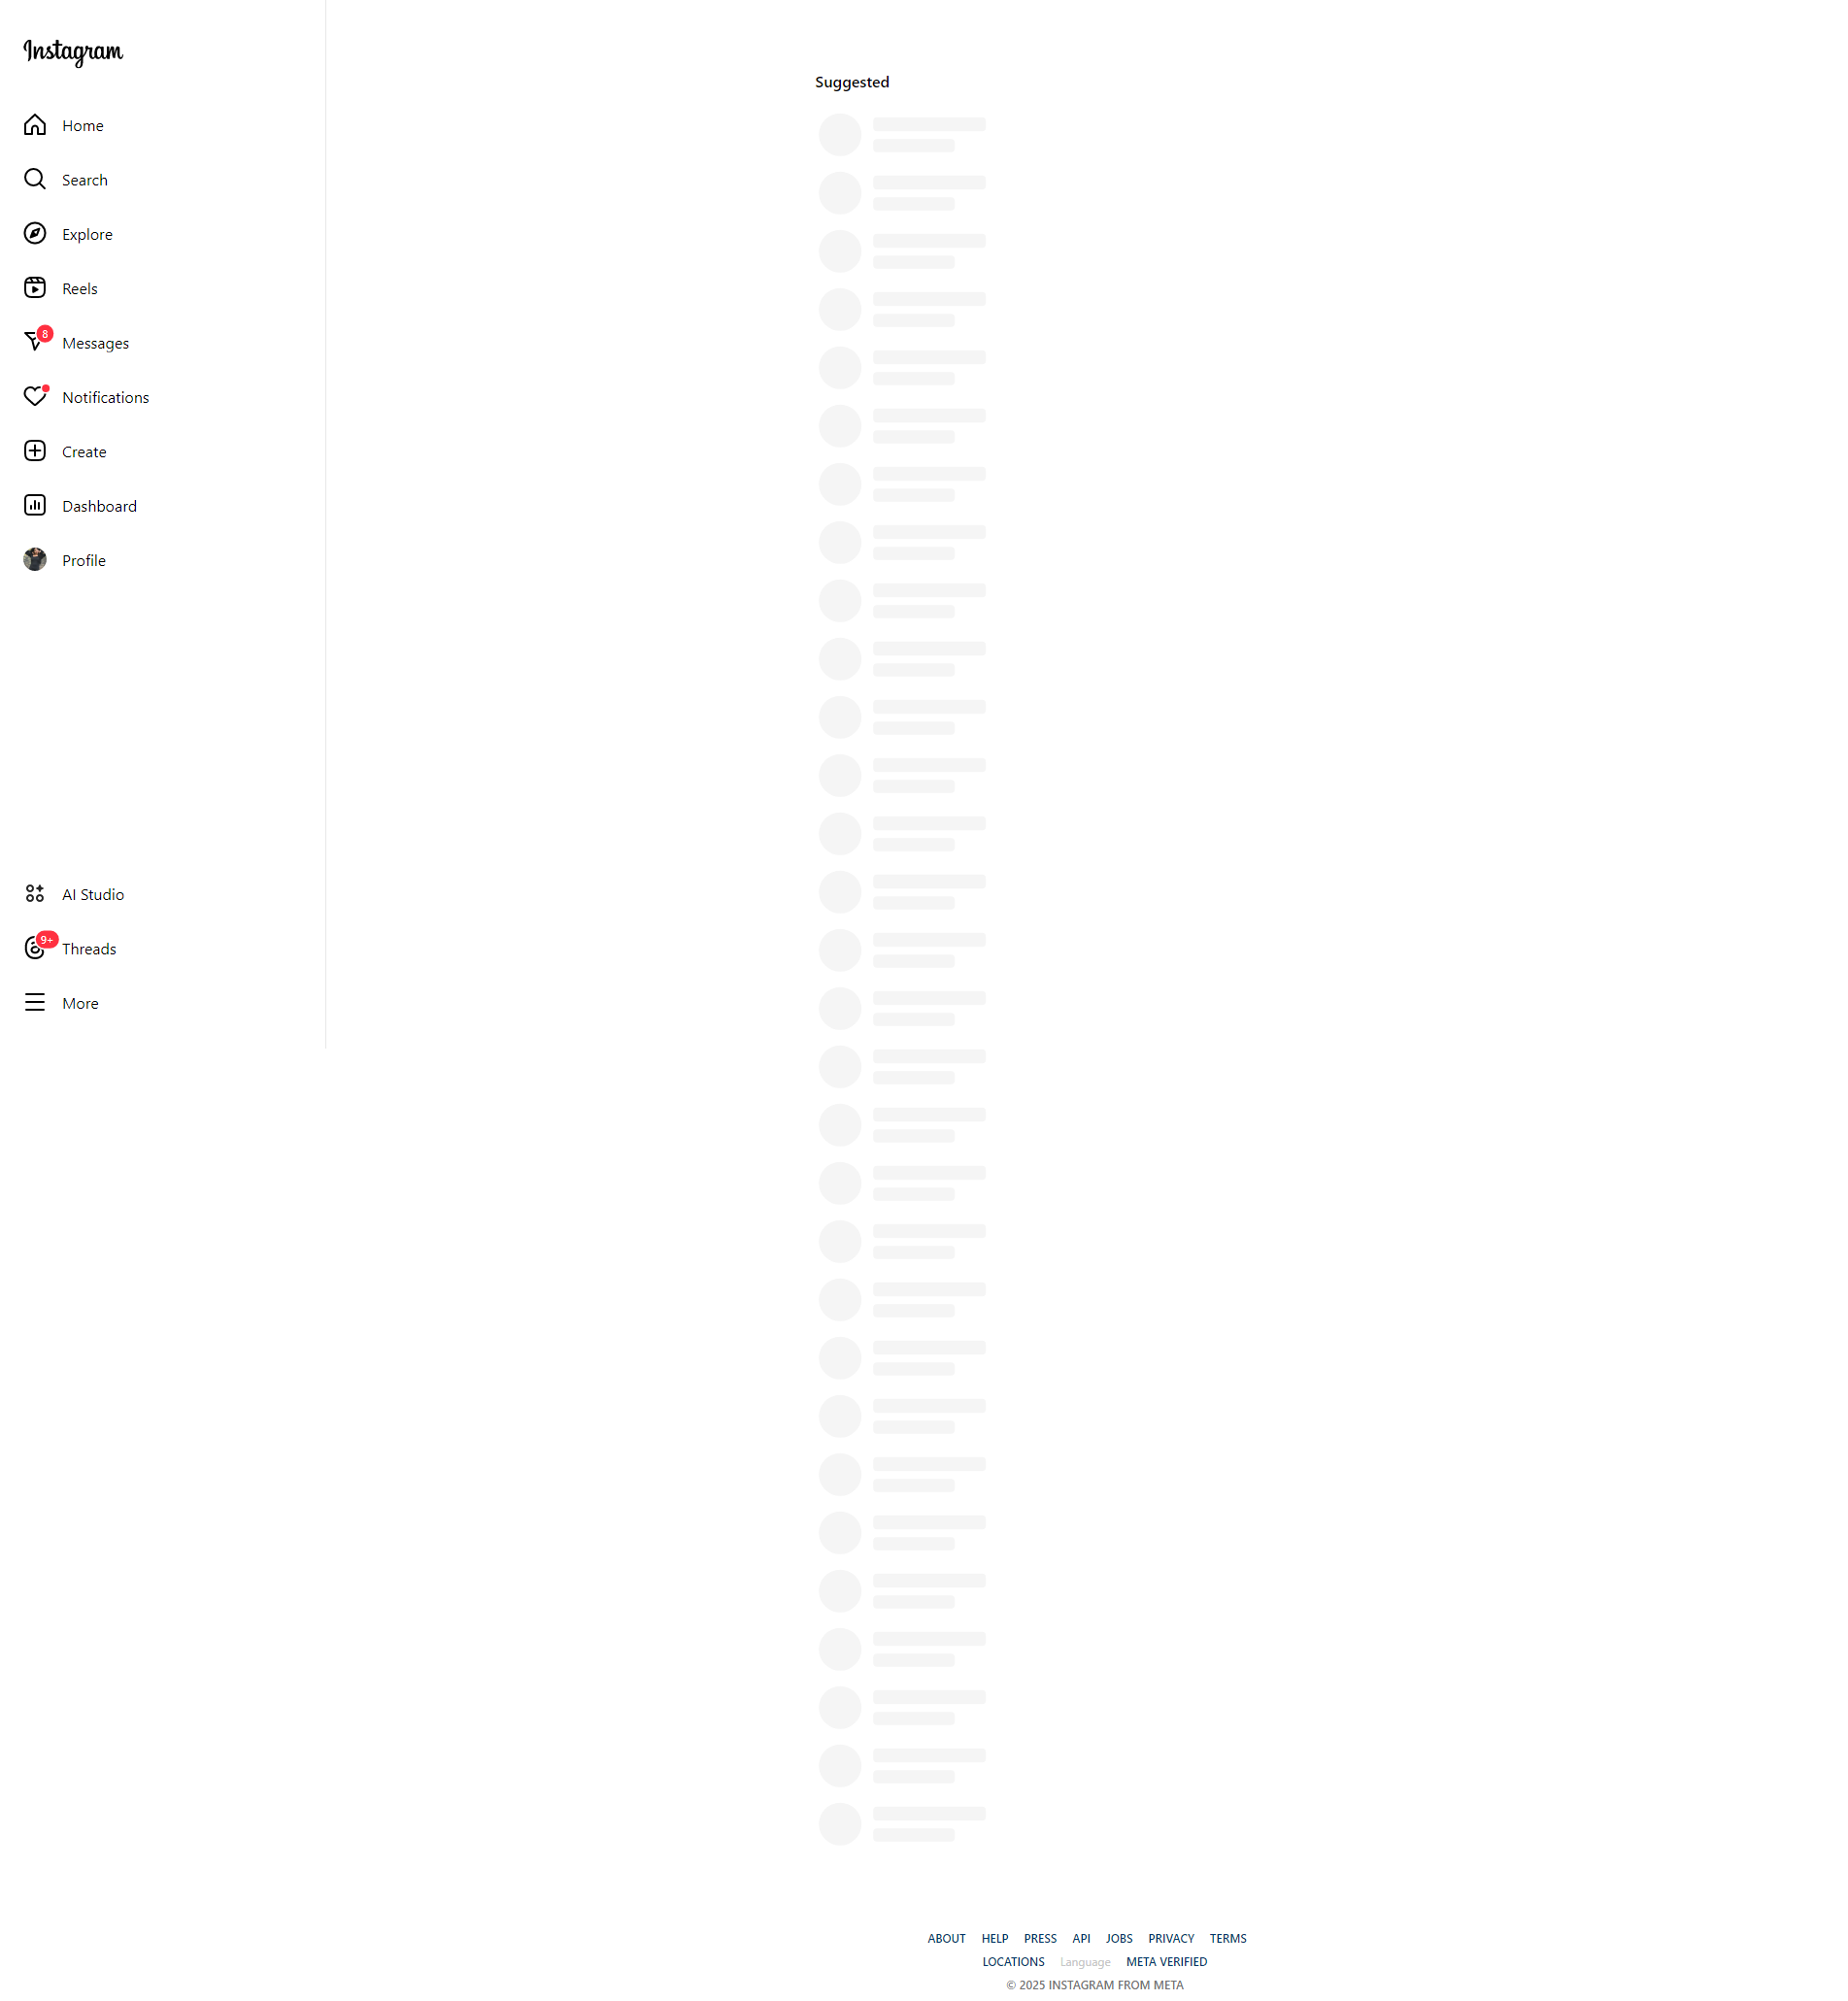 Instagram
Home
Search
Explore
Reels
8
Messages
Notifications
Create
Dashboard
Profile
AI Studio
9+
Threads
More
Suggested
ABOUT HELP PRESS API JOBS PRIVACY TERMS
LOCATIONS Language META VERIFIED
© 2025 INSTAGRAM FROM META